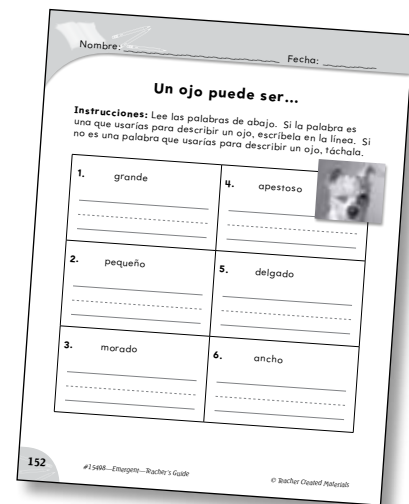 Nombre: Fecha:
Un ojo puede ser...
Instrucciones: Lee las palabras de abajo. Si la palabra es
una que usarías para describir un ojo, escríbela en la línea. Si
no es una palabra que usarías para describir un ojo, táchala.
1. grande
4. apestoso
2. pequeño
5. delgado
3. morado
6. ancho
152
#15498—Emergent—Teacher's Guide
© Teacher Created Materials